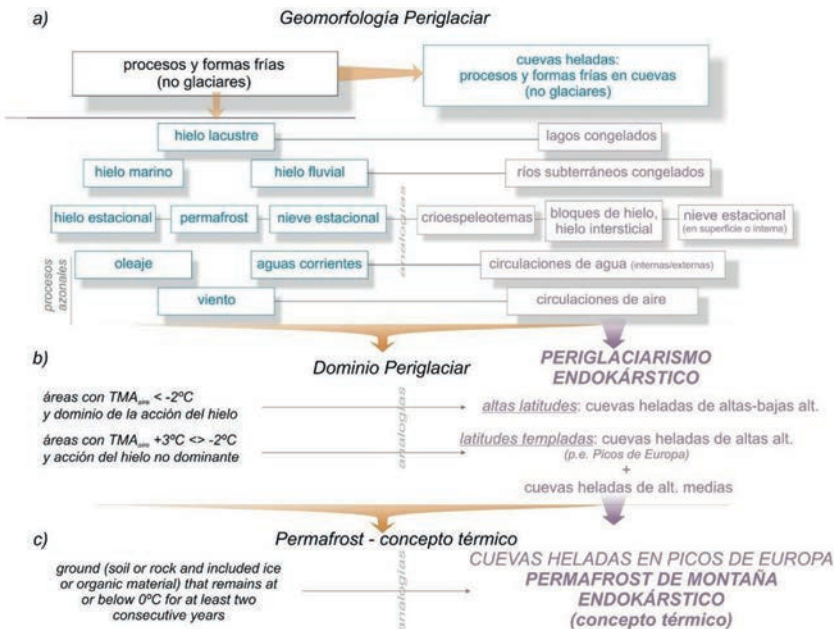 a)
Geomorfología Periglaciar
procesos y formas frías
(no glaciares)
cuevas heladas:
procesos y formas frías en cuevas
(no glaciares)
hielo lacustre
lagos congelados
hielo marino
hielo fluvial
ríos subterráneos congelados
analogías
hielo estacional
permafrost
nieve estacional
crioespeleotemas
bloques de hielo,
hielo intersticial
nieve estacional
(en superficie o interna)
procesos
azonales
oleaje
aguas corrientes
circulaciones de agua (internas/externas)
viento
circulaciones de aire
b)
Dominio Periglaciar
PERIGLACIARISMO
ENDOKÁRSTICO
áreas con TMAaire < -2ºC
y dominio de la acción del hielo
analogías
altas latitudes: cuevas heladas de altas-bajas alt.
áreas con TMAaire +3ºC <> -2ºC
y acción del hielo no dominante
latitudes templadas: cuevas heladas de altas alt.
(p.e. Picos de Europa)
+
cuevas heladas de alt. medias
c)
Permafrost - concepto térmico
ground (soil or rock and included ice
or organic material) that remains at
or below 0ºC for at least two
consecutive years
analogías
CUEVAS HELADAS EN PICOS DE EUROPA
PERMAFROST DE MONTAÑA
ENDOKÁRSTICO
(concepto térmico)